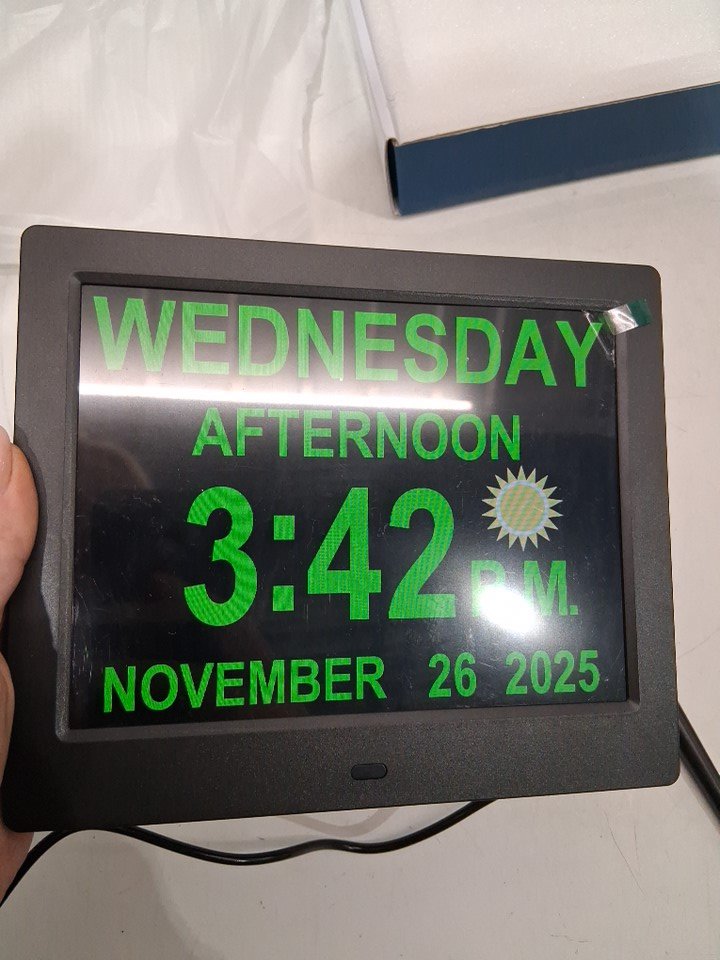 WEDNESDAY
AFTERNOON
3:42 P.M.
NOVEMBER 26 2025